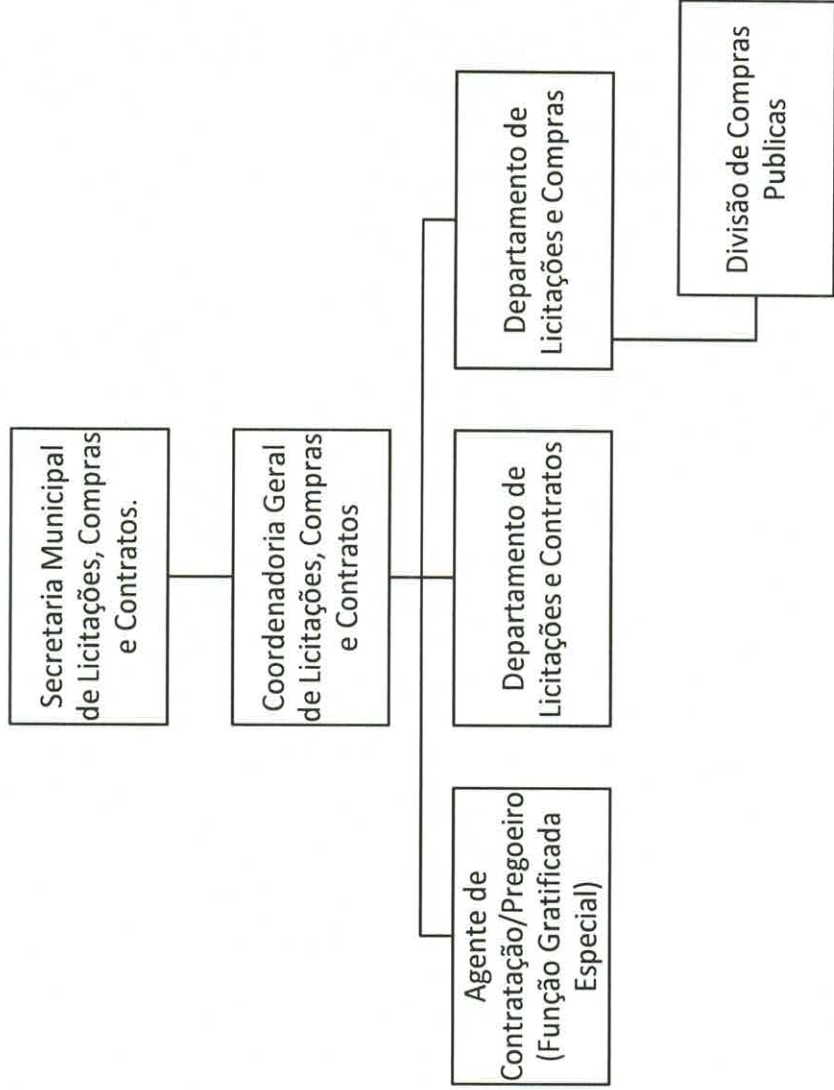 Secretaria Municipal
de Licitações, Compras
e Contratos.
Coordenadoria Geral
de Licitações, Compras
e Contratos
Agente de
Contratação/Pregoeiro
(Função Gratificada
Especial)
Departamento de
Licitações e Contratos
Departamento de
Licitações e Compras
Divisão de Compras
Publicas